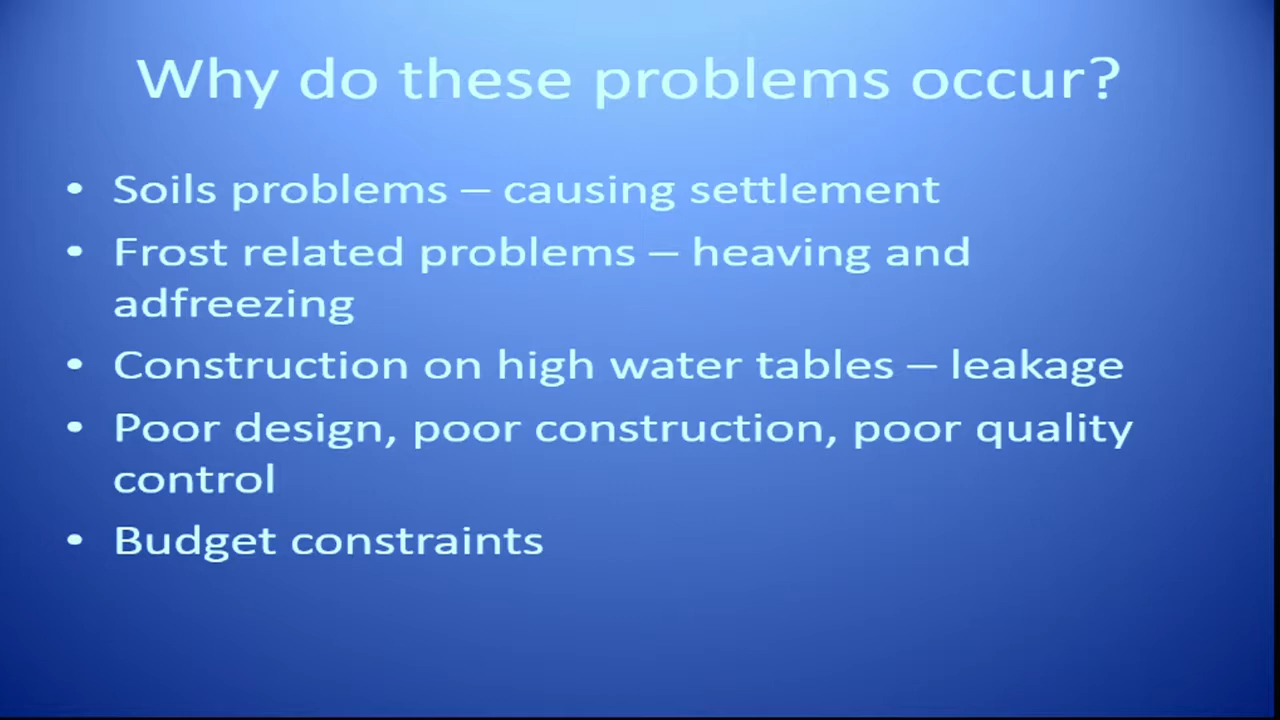 Why do these problems occur?
• Soils problems – causing settlement
• Frost related problems – heaving and
adfreezing
• Construction on high water tables – leakage
• Poor design, poor construction, poor quality
control
• Budget constraints